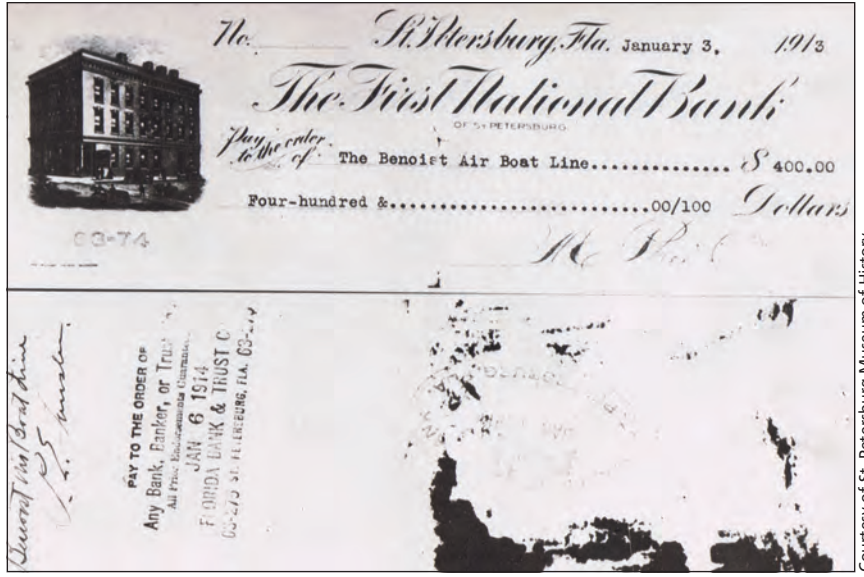 No. St. Petersburg, Fla. January 3, 1913
The First National Bank
OF ST. PETERSBURG
Pay to the order of The Benoist Air Boat Line.............. $ 400.00
Four-hundred &..........................00/100 Dollars
63-74
Benoist Air Boat Line
PAY TO THE ORDER OF
Any Bank, Banker, or Trust
All Prior Endorsements Guaranteed
JAN 6 1914
FLORIDA BANK & TRUST C
ST. PETERSBURG, FLA.
Courtesy of St. Petersburg Museum of History